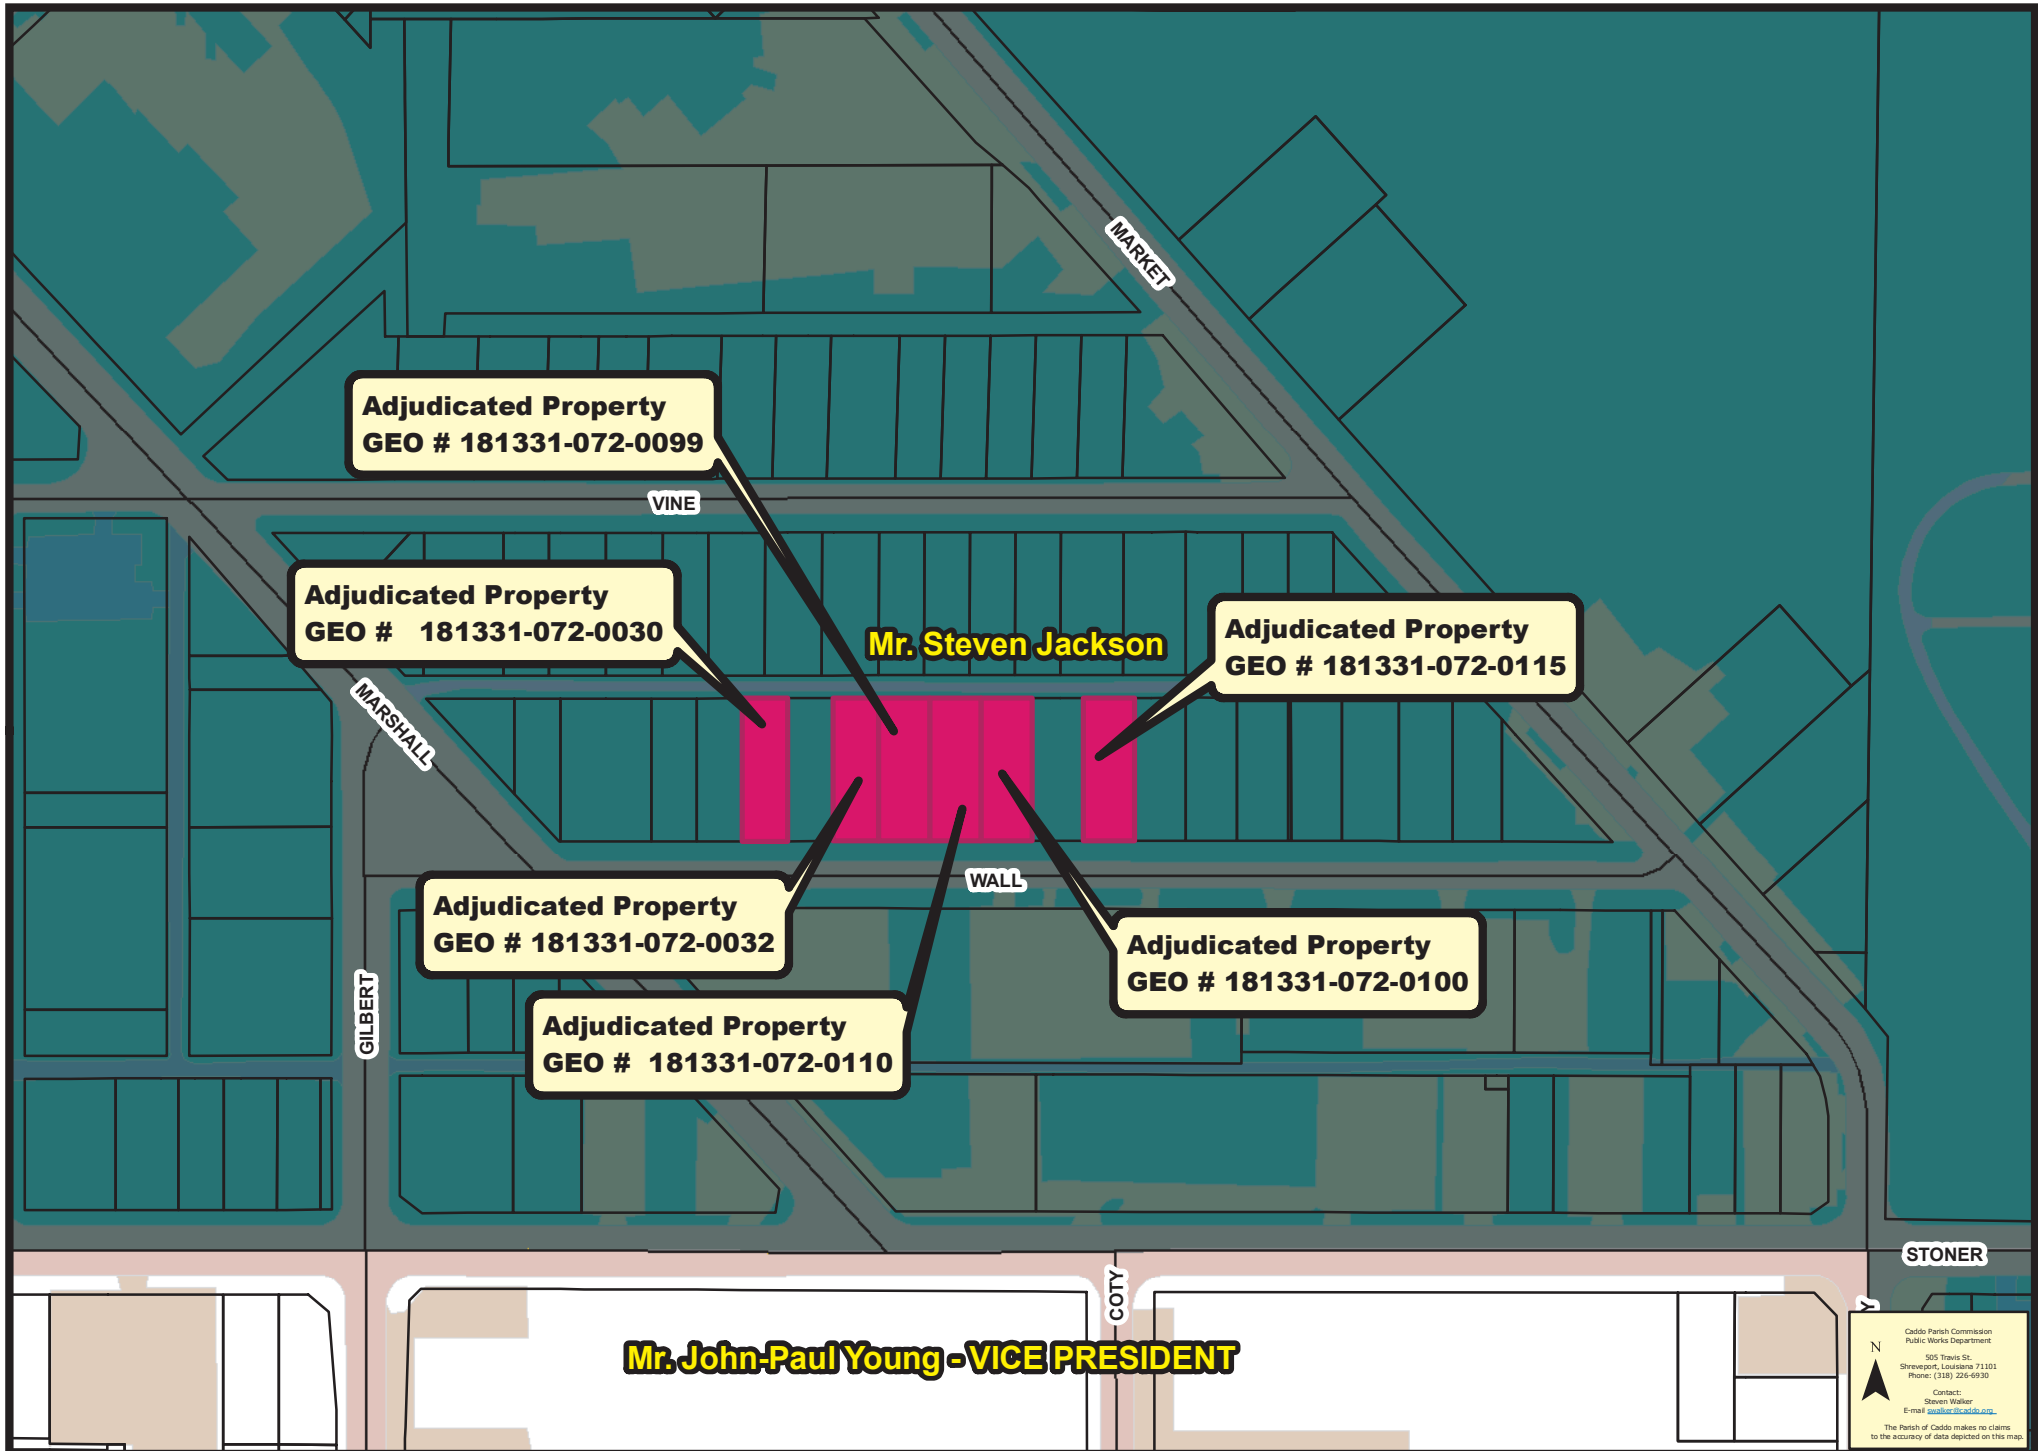 MARKET
Adjudicated Property
GEO # 181331-072-0099
VINE
Adjudicated Property
GEO # 181331-072-0030
Mr. Steven Jackson
Adjudicated Property
GEO # 181331-072-0115
MARSHALL
WALL
Adjudicated Property
GEO # 181331-072-0032
Adjudicated Property
GEO # 181331-072-0100
GILBERT
Adjudicated Property
GEO # 181331-072-0110
STONER
COTY
Y
Mr. John-Paul Young - VICE PRESIDENT
N
Caddo Parish Commission
Public Works Department
505 Travis St.
Shreveport, Louisiana 71101
Phone: (318) 226-6930
Contact:
Steven Walker
E-mail swalker@caddo.org
The Parish of Caddo makes no claims
to the accuracy of data depicted on this map.